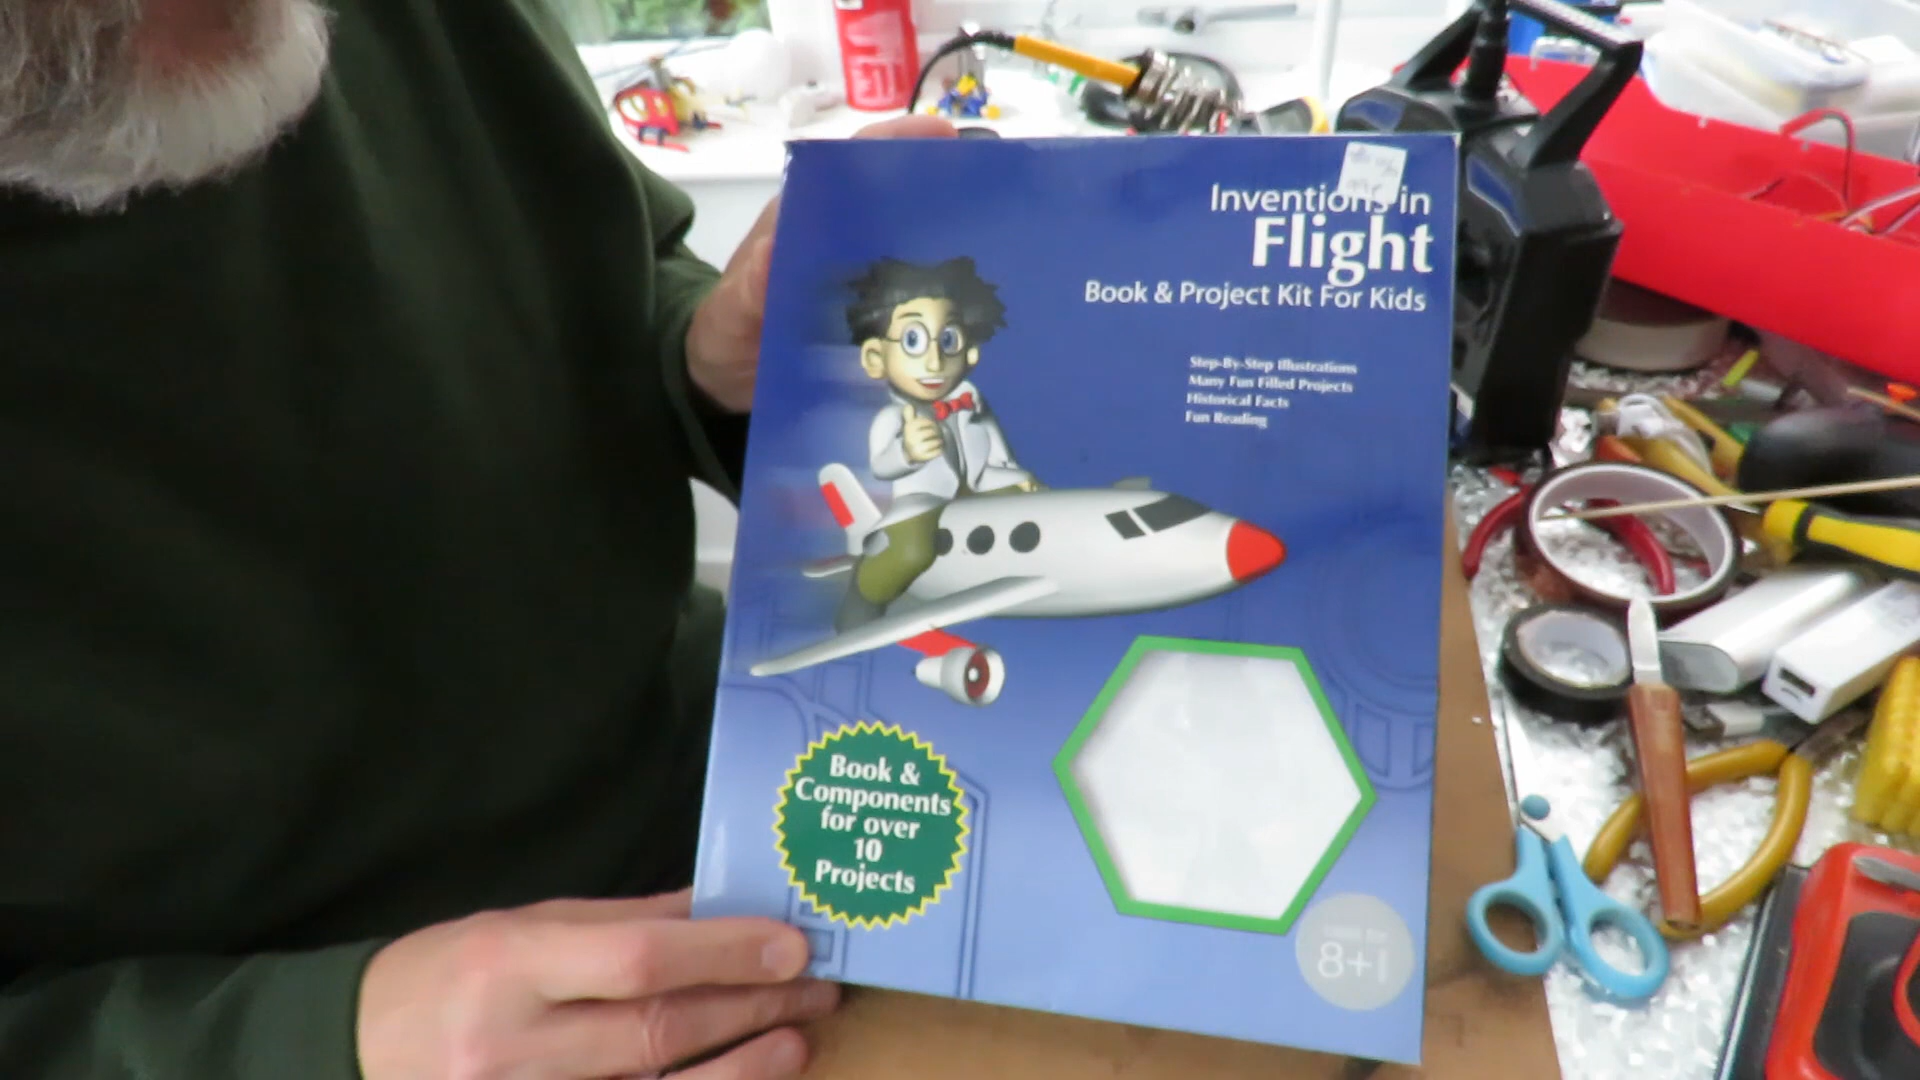 Inventions in
Flight
Book & Project Kit For Kids
Step-By-Step Illustrations
Many Fun Filled Projects
Historical Facts
Fun Reading
Book &
Components
for over
10
Projects
8+